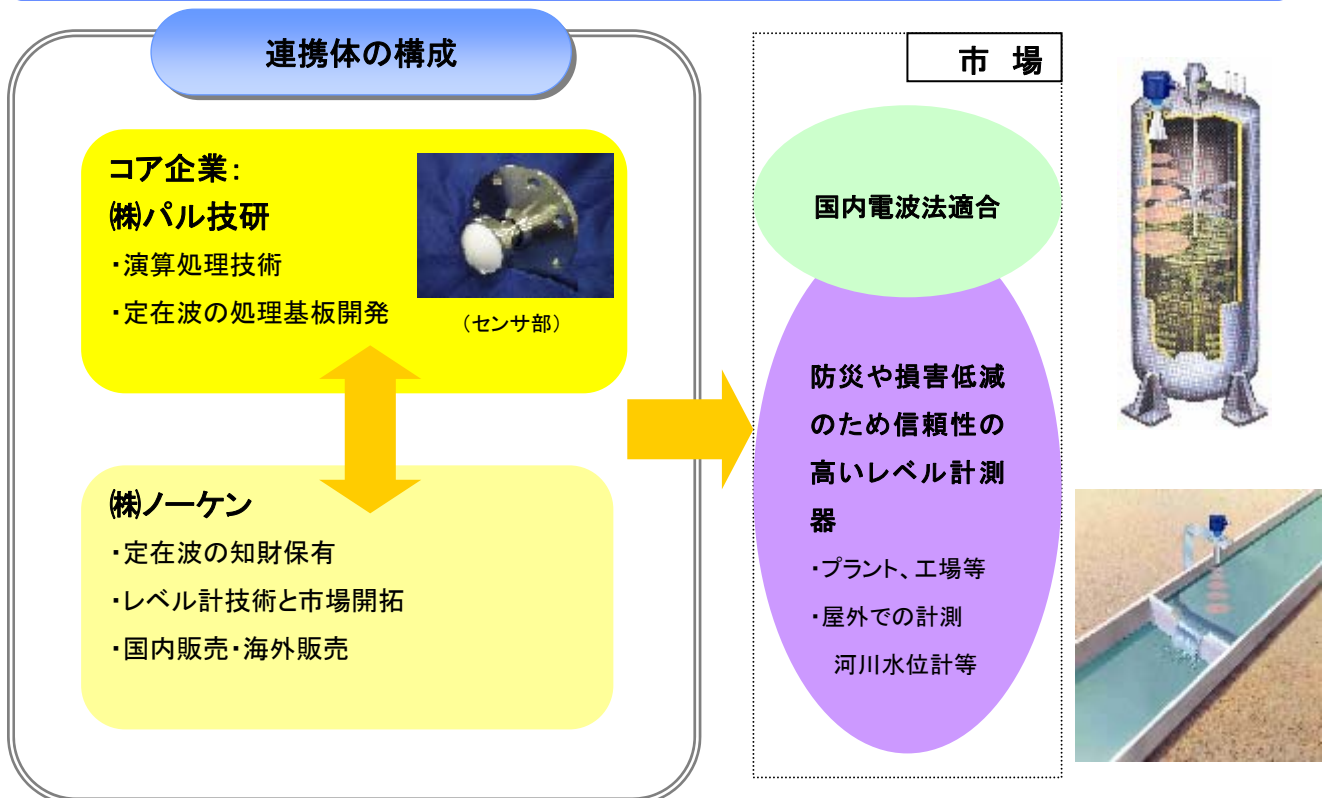 連携体の構成
コア企業：
㈱パル技研
・演算処理技術
・定在波の処理基板開発
（センサ部）
㈱ノーケン
・定在波の知財保有
・レベル計技術と市場開拓
・国内販売・海外販売
市 場
国内電波法適合
防災や損害低減
のため信頼性の
高いレベル計測
器
・プラント、工場等
・屋外での計測
河川水位計等